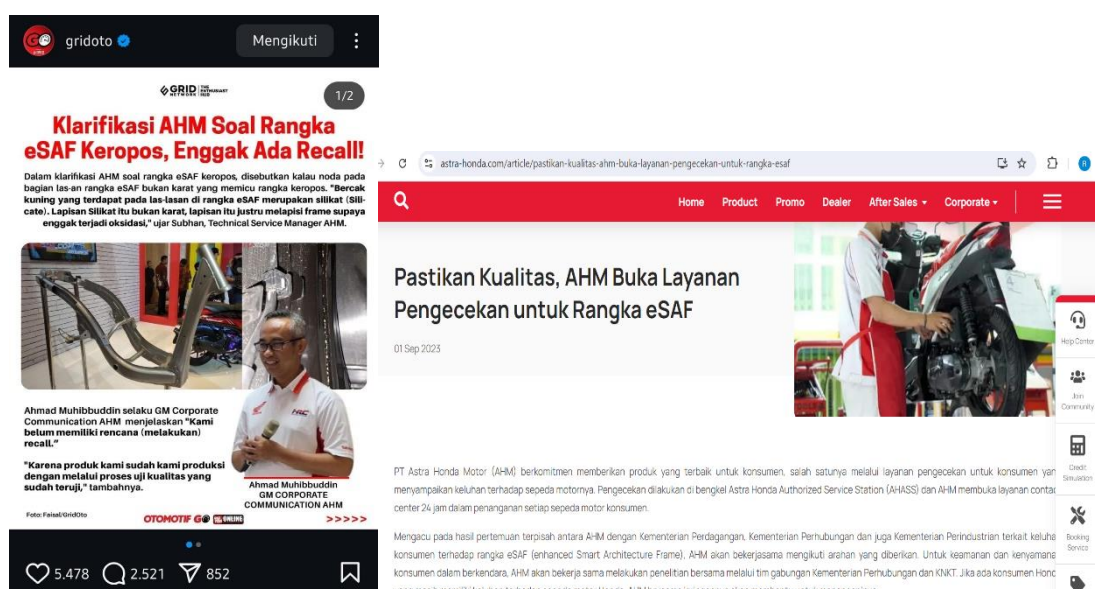 gridoto
Mengikuti
GRID NETWORK
1/2
Klarifikasi AHM Soal Rangka
eSAF Keropos, Enggak Ada Recall!
Dalam klarifikasi AHM soal rangka eSAF keropos, disebutkan kalau noda pada
bagian las-an rangka eSAF bukan karat yang memicu rangka keropos. "Bercak
kuning yang terdapat pada las-lasan di rangka eSAF merupakan silikat (Sili-
cate). Lapisan Silikat itu bukan karat, lapisan itu justru melapisi frame supaya
enggak terjadi oksidasi," ujar Subhan, Technical Service Manager AHM.
Ahmad Muhibbuddin selaku GM Corporate
Communication AHM menjelaskan "Kami
belum memiliki rencana (melakukan)
recall."
"Karena produk kami sudah kami produksi
dengan melalui proses uji kualitas yang
sudah teruji," tambahnya.
Ahmad Muhibbuddin
GM CORPORATE
COMMUNICATION AHM
Foto: Faisal/GridOto
OTOMOTIF GO ONLINE
>>>>>
5.478
2.521
852
astra-honda.com/article/pastikan-kualitas-ahm-buka-layanan-pengecekan-untuk-rangka-esaf
Home Product Promo Dealer After Sales Corporate
Pastikan Kualitas, AHM Buka Layanan
Pengecekan untuk Rangka eSAF
01 Sep 2023
Help Center
Join
Community
Credit
Simulation
Booking
Service
PT Astra Honda Motor (AHM) berkomitmen memberikan produk yang terbaik untuk konsumen, salah satunya melalui layanan pengecekan untuk konsumen yan
menyampaikan keluhan terhadap sepeda motornya. Pengecekan dilakukan di bengkel Astra Honda Authorized Service Station (AHASS) dan AHM membuka layanan contac
center 24 jam dalam penanganan setiap sepeda motor konsumen.
Mengacu pada hasil pertemuan terpisah antara AHM dengan Kementerian Perdagangan, Kementerian Perhubungan dan juga Kementerian Perindustrian terkait keluha
konsumen terhadap rangka eSAF (enhanced Smart Architecture Frame), AHM akan bekerjasama mengikuti arahan yang diberikan. Untuk keamanan dan kenyamana
konsumen dalam berkendara, AHM akan bekerja sama melakukan penelitian bersama melalui tim gabungan Kementerian Perhubungan dan KNKT. Jika ada konsumen Hond